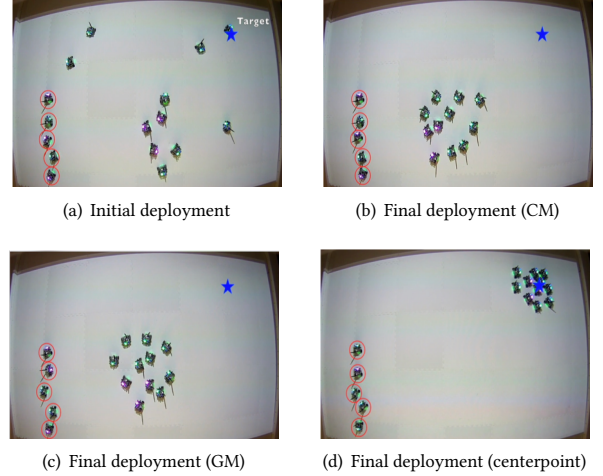 Target
(a) Initial deployment
(b) Final deployment (CM)
(c) Final deployment (GM)
(d) Final deployment (centerpoint)